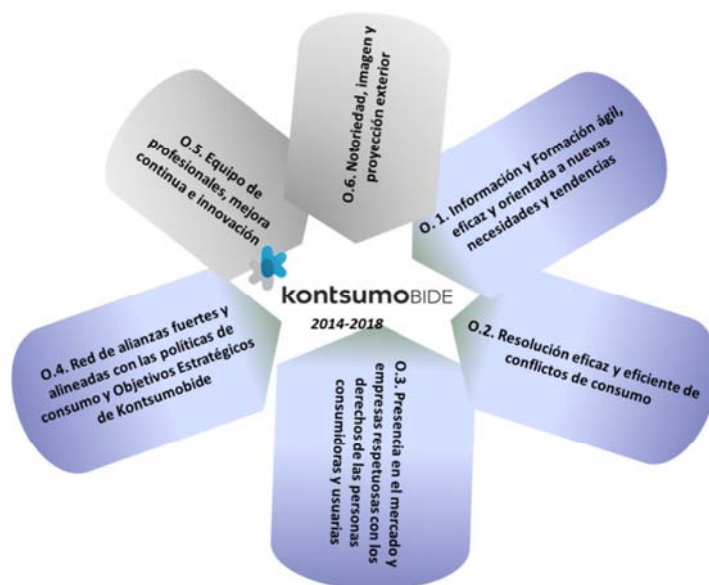 O. 1. Información y Formación ágil,
eficaz y orientada a nuevas
necesidades y tendencias
O.2. Resolución eficaz y eficiente de
conflictos de consumo
O.3. Presencia en el mercado y
empresas respetuosas con los
derechos de las personas
consumidoras y usuarias
O.4. Red de alianzas fuertes y
alineadas con las políticas de
consumo y Objetivos Estratégicos
de Kontsumobide
O.5. Equipo de
profesionales, mejora
continua e innovación
O.6. Notoriedad, imagen y
proyección exterior
kontsumoBIDE
2014-2018